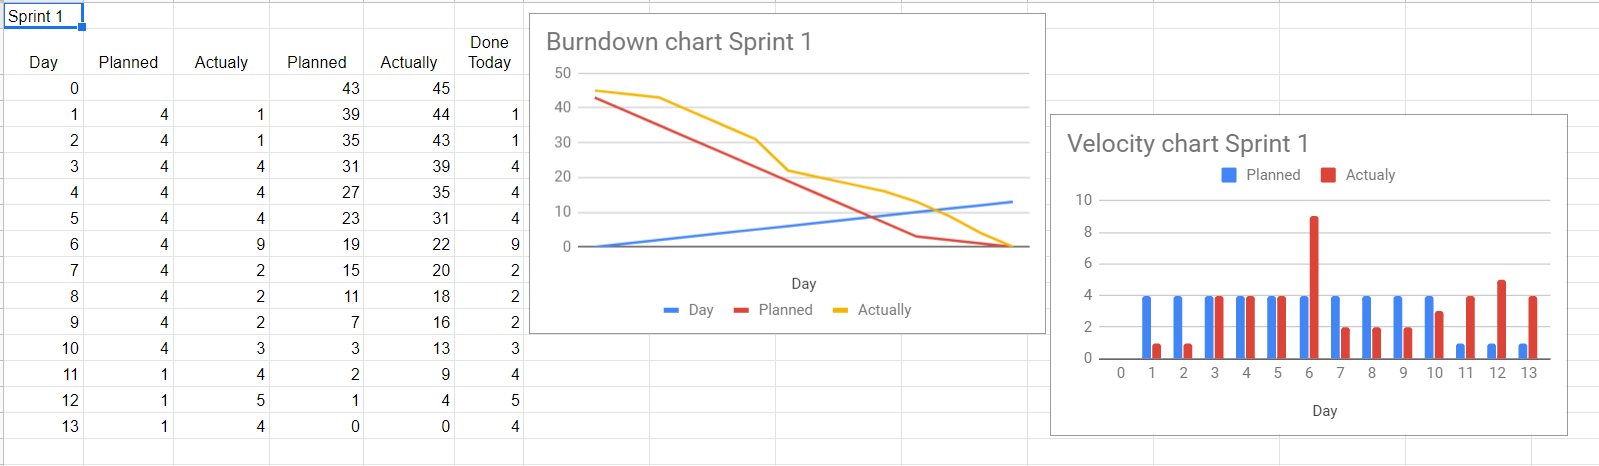 Sprint 1
Day Planned Actualy Planned Actually Done Today
0 43 45
1 4 1 39 44 1
2 4 1 35 43 1
3 4 4 31 39 4
4 4 4 27 35 4
5 4 4 23 31 4
6 4 9 19 22 9
7 4 2 15 20 2
8 4 2 11 18 2
9 4 2 7 16 2
10 4 3 3 13 3
11 1 4 2 9 4
12 1 5 1 4 5
13 1 4 0 0 4
Burndown chart Sprint 1
50
40
30
20
10
0
Day
Day Planned Actually
Velocity chart Sprint 1
Planned Actualy
10
8
6
4
2
0
0 1 2 3 4 5 6 7 8 9 10 11 12 13
Day